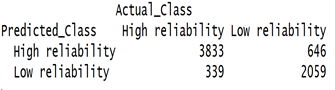 Actual_Class
Predicted_Class High reliability Low reliability
High reliability 3833 646
Low reliability 339 2059